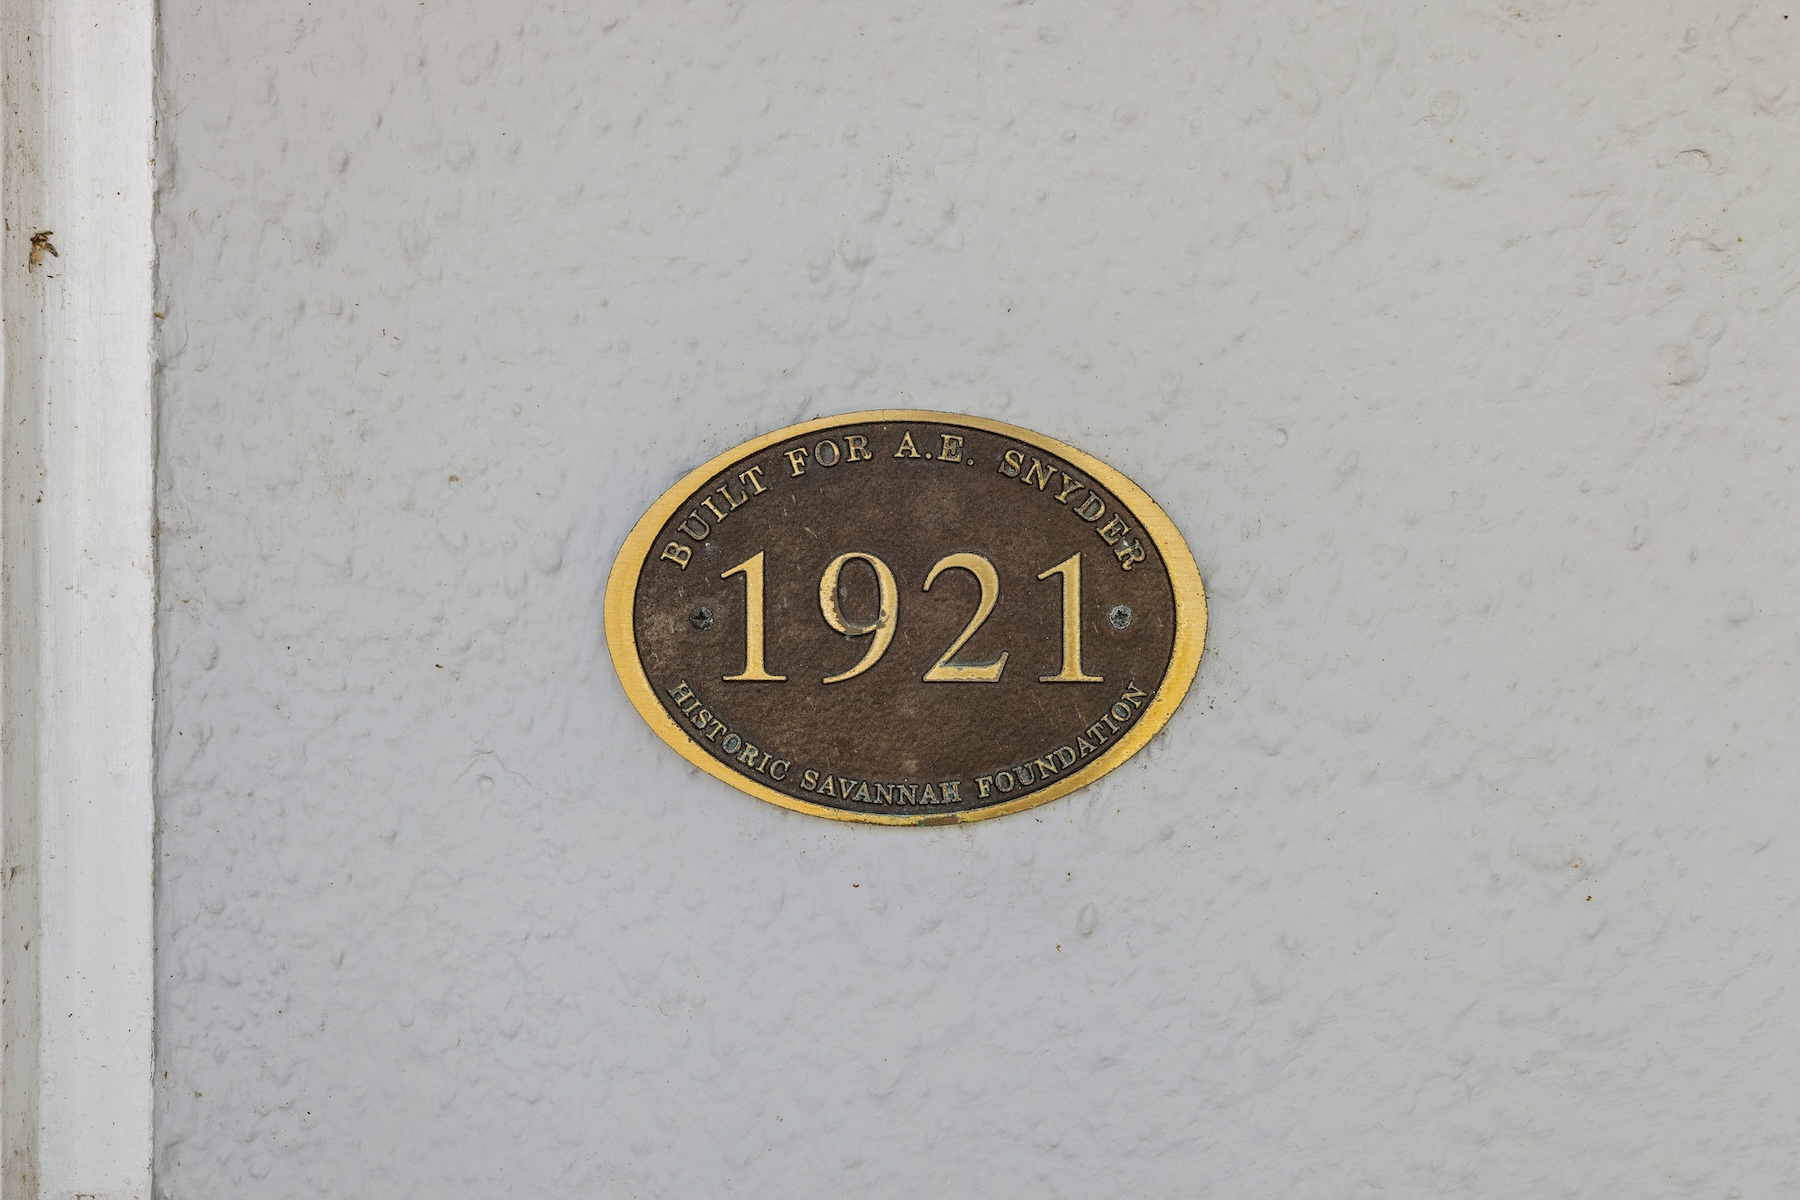 BUILT FOR A.E. SNYDER
1921
HISTORIC SAVANNAH FOUNDATION